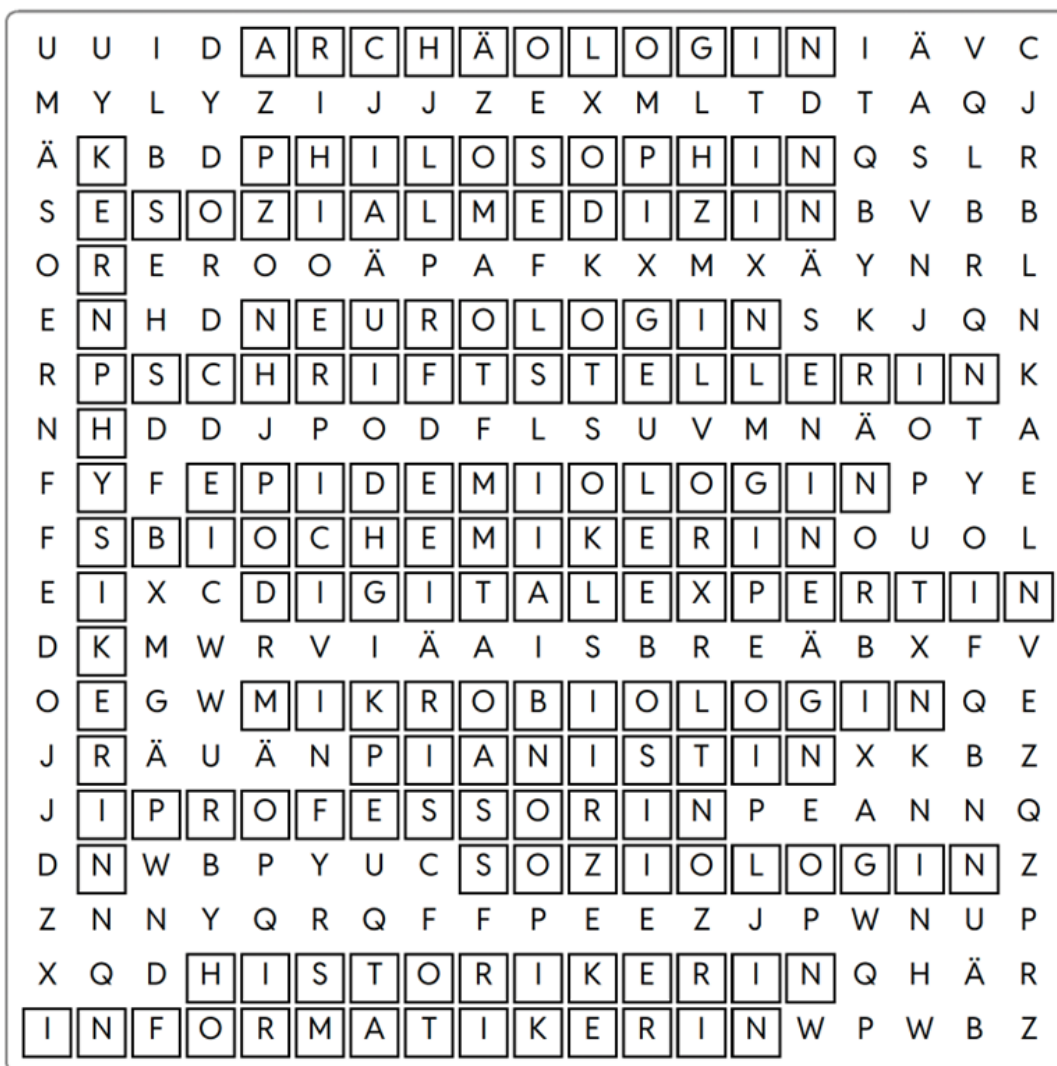 U U I D A R C H Ä O L O G I N I Ä V C
M Y L Y Z I J J Z E X M L T D T A Q J
Ä K B D P H I L O S O P H I N Q S L R
S E S O Z I A L M E D I Z I N B V B B
O R E R O O Ä P A F K X M X Ä Y N R L
E N H D N E U R O L O G I N S K J Q N
R P S C H R I F T S T E L L E R I N K
N H D D J P O D F L S U V M N Ä O T A
F Y F E P I D E M I O L O G I N P Y E
F S B I O C H E M I K E R I N O U O L
E I X C D I G I T A L E X P E R T I N
D K M W R V I Ä A I S B R E Ä B X F V
O E G W M I K R O B I O L O G I N Q E
J R Ä U Ä N P I A N I S T I N X K B Z
J I P R O F E S S O R I N P E A N N Q
D N W B P Y U C S O Z I O L O G I N Z
Z N N Y Q R Q F F P E E Z J P W N U P
X Q D H I S T O R I K E R I N Q H Ä R
I N F O R M A T I K E R I N W P W B Z